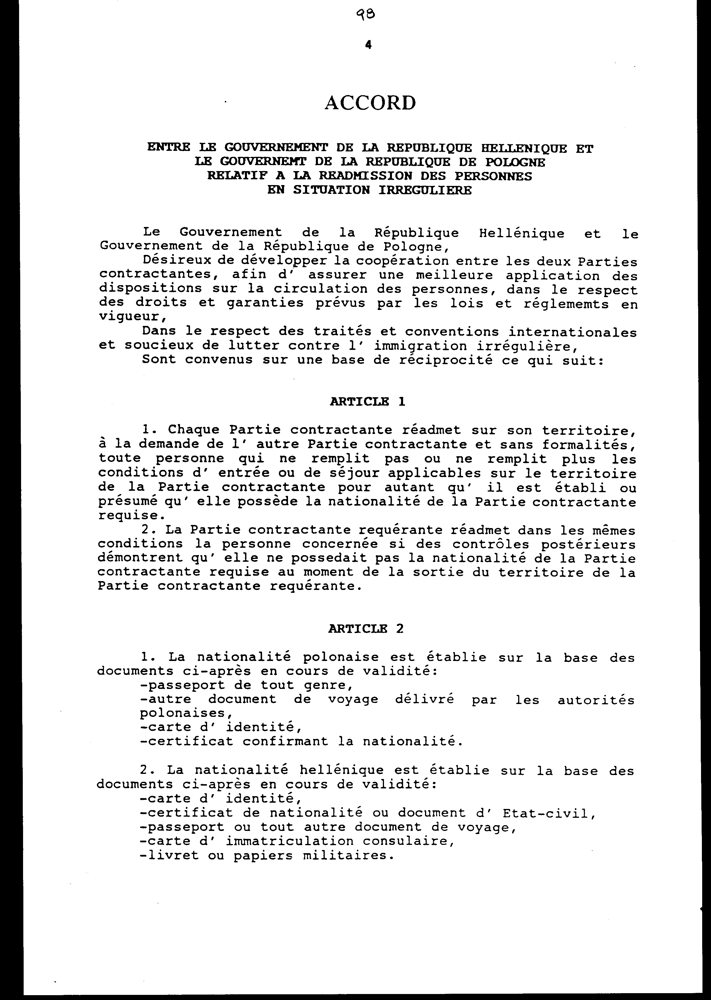 98
4
ACCORD
ENTRE LE GOUVERNEMENT DE LA REPUBLIQUE HELLENIQUE ET
LE GOUVERNEMT DE LA REPUBLIQUE DE POLOGNE
RELATIF A LA READMISSION DES PERSONNES
EN SITUATION IRREGULIERE
Le Gouvernement de la République Hellénique et le
Gouvernement de la République de Pologne,
Désireux de développer la coopération entre les deux Parties
contractantes, afin d' assurer une meilleure application des
dispositions sur la circulation des personnes, dans le respect
des droits et garanties prévus par les lois et réglememts en
vigueur,
Dans le respect des traités et conventions internationales
et soucieux de lutter contre l' immigration irrégulière,
Sont convenus sur une base de réciprocité ce qui suit:
ARTICLE 1
1. Chaque Partie contractante réadmet sur son territoire,
à la demande de l' autre Partie contractante et sans formalités,
toute personne qui ne remplit pas ou ne remplit plus les
conditions d' entrée ou de séjour applicables sur le territoire
de la Partie contractante pour autant qu' il est établi ou
présumé qu' elle possède la nationalité de la Partie contractante
requise.
2. La Partie contractante requérante réadmet dans les mêmes
conditions la personne concernée si des contrôles postérieurs
démontrent qu' elle ne possedait pas la nationalité de la Partie
contractante requise au moment de la sortie du territoire de la
Partie contractante requérante.
ARTICLE 2
1. La nationalité polonaise est établie sur la base des
documents ci-après en cours de validité:
-passeport de tout genre,
-autre document de voyage délivré par les autorités
polonaises,
-carte d' identité,
-certificat confirmant la nationalité.
2. La nationalité hellénique est établie sur la base des
documents ci-après en cours de validité:
-carte d' identité,
-certificat de nationalité ou document d' Etat-civil,
-passeport ou tout autre document de voyage,
-carte d' immatriculation consulaire,
-livret ou papiers militaires.